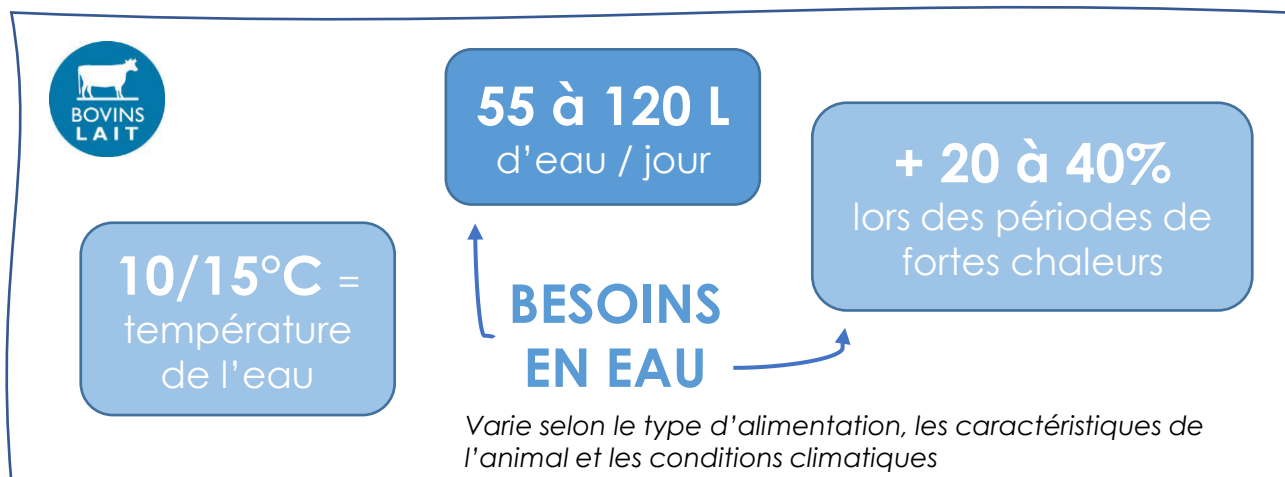 BOVINS
LAIT
55 à 120 L
d'eau / jour
+ 20 à 40%
lors des périodes de
fortes chaleurs
10/15°C =
température
de l'eau
BESOINS
EN EAU
Varie selon le type d'alimentation, les caractéristiques de
l'animal et les conditions climatiques